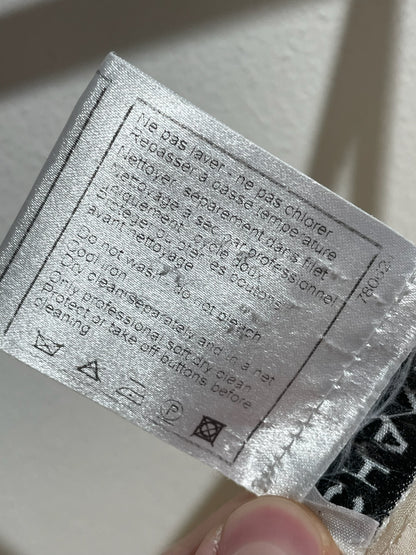 Ne pas laver - ne pas chlorer
Repasser à basse température
Nettoyer séparément dans filet
Nettoyage à sec par professionnel
uniquement, cycle doux
Protéger ou ôter les boutons
avant nettoyage
Do not wash - do not bleach
Cool iron
Dry clean separately and in a net
Only professional soft dry clean
Protect or take off buttons before
cleaning
P